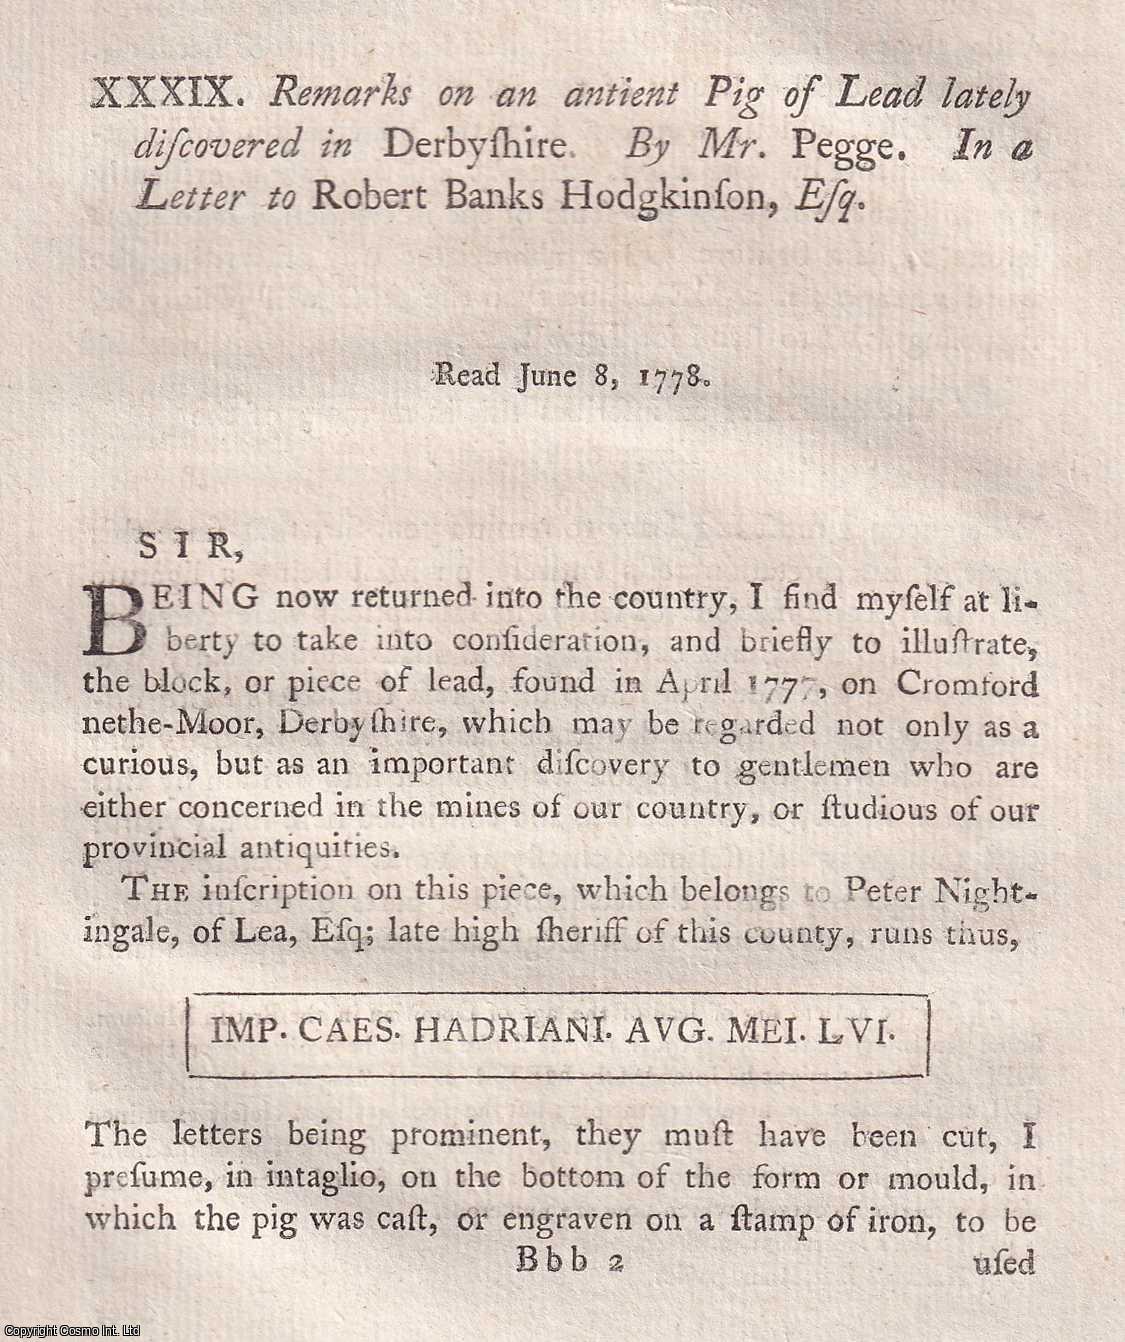 XXXIX. Remarks on an antient Pig of Lead lately
diſcovered in Derbyſhire. By Mr. Pegge. In a
Letter to Robert Banks Hodgkinſon, Eſq.
Read June 8, 1778.
SIR,
BEING now returned into the country, I find myſelf at li-
berty to take into conſideration, and briefly to illuſtrate,
the block, or piece of lead, found in April 1777, on Cromford
nethe-Moor, Derbyſhire, which may be regarded not only as a
curious, but as an important diſcovery to gentlemen who are
either concerned in the mines of our country, or ſtudious of our
provincial antiquities.
THE inſcription on this piece, which belongs to Peter Night-
ingale, of Lea, Eſq; late high ſheriff of this county, runs thus,
IMP. CAES. HADRIANI. AVG. MEI. LVI.
The letters being prominent, they muſt have been cut, I
preſume, in intaglio, on the bottom of the form or mould, in
which the pig was caſt, or engraven on a ſtamp of iron, to be
Bbb 2 uſed
Copyright Cosmo Int. Ltd